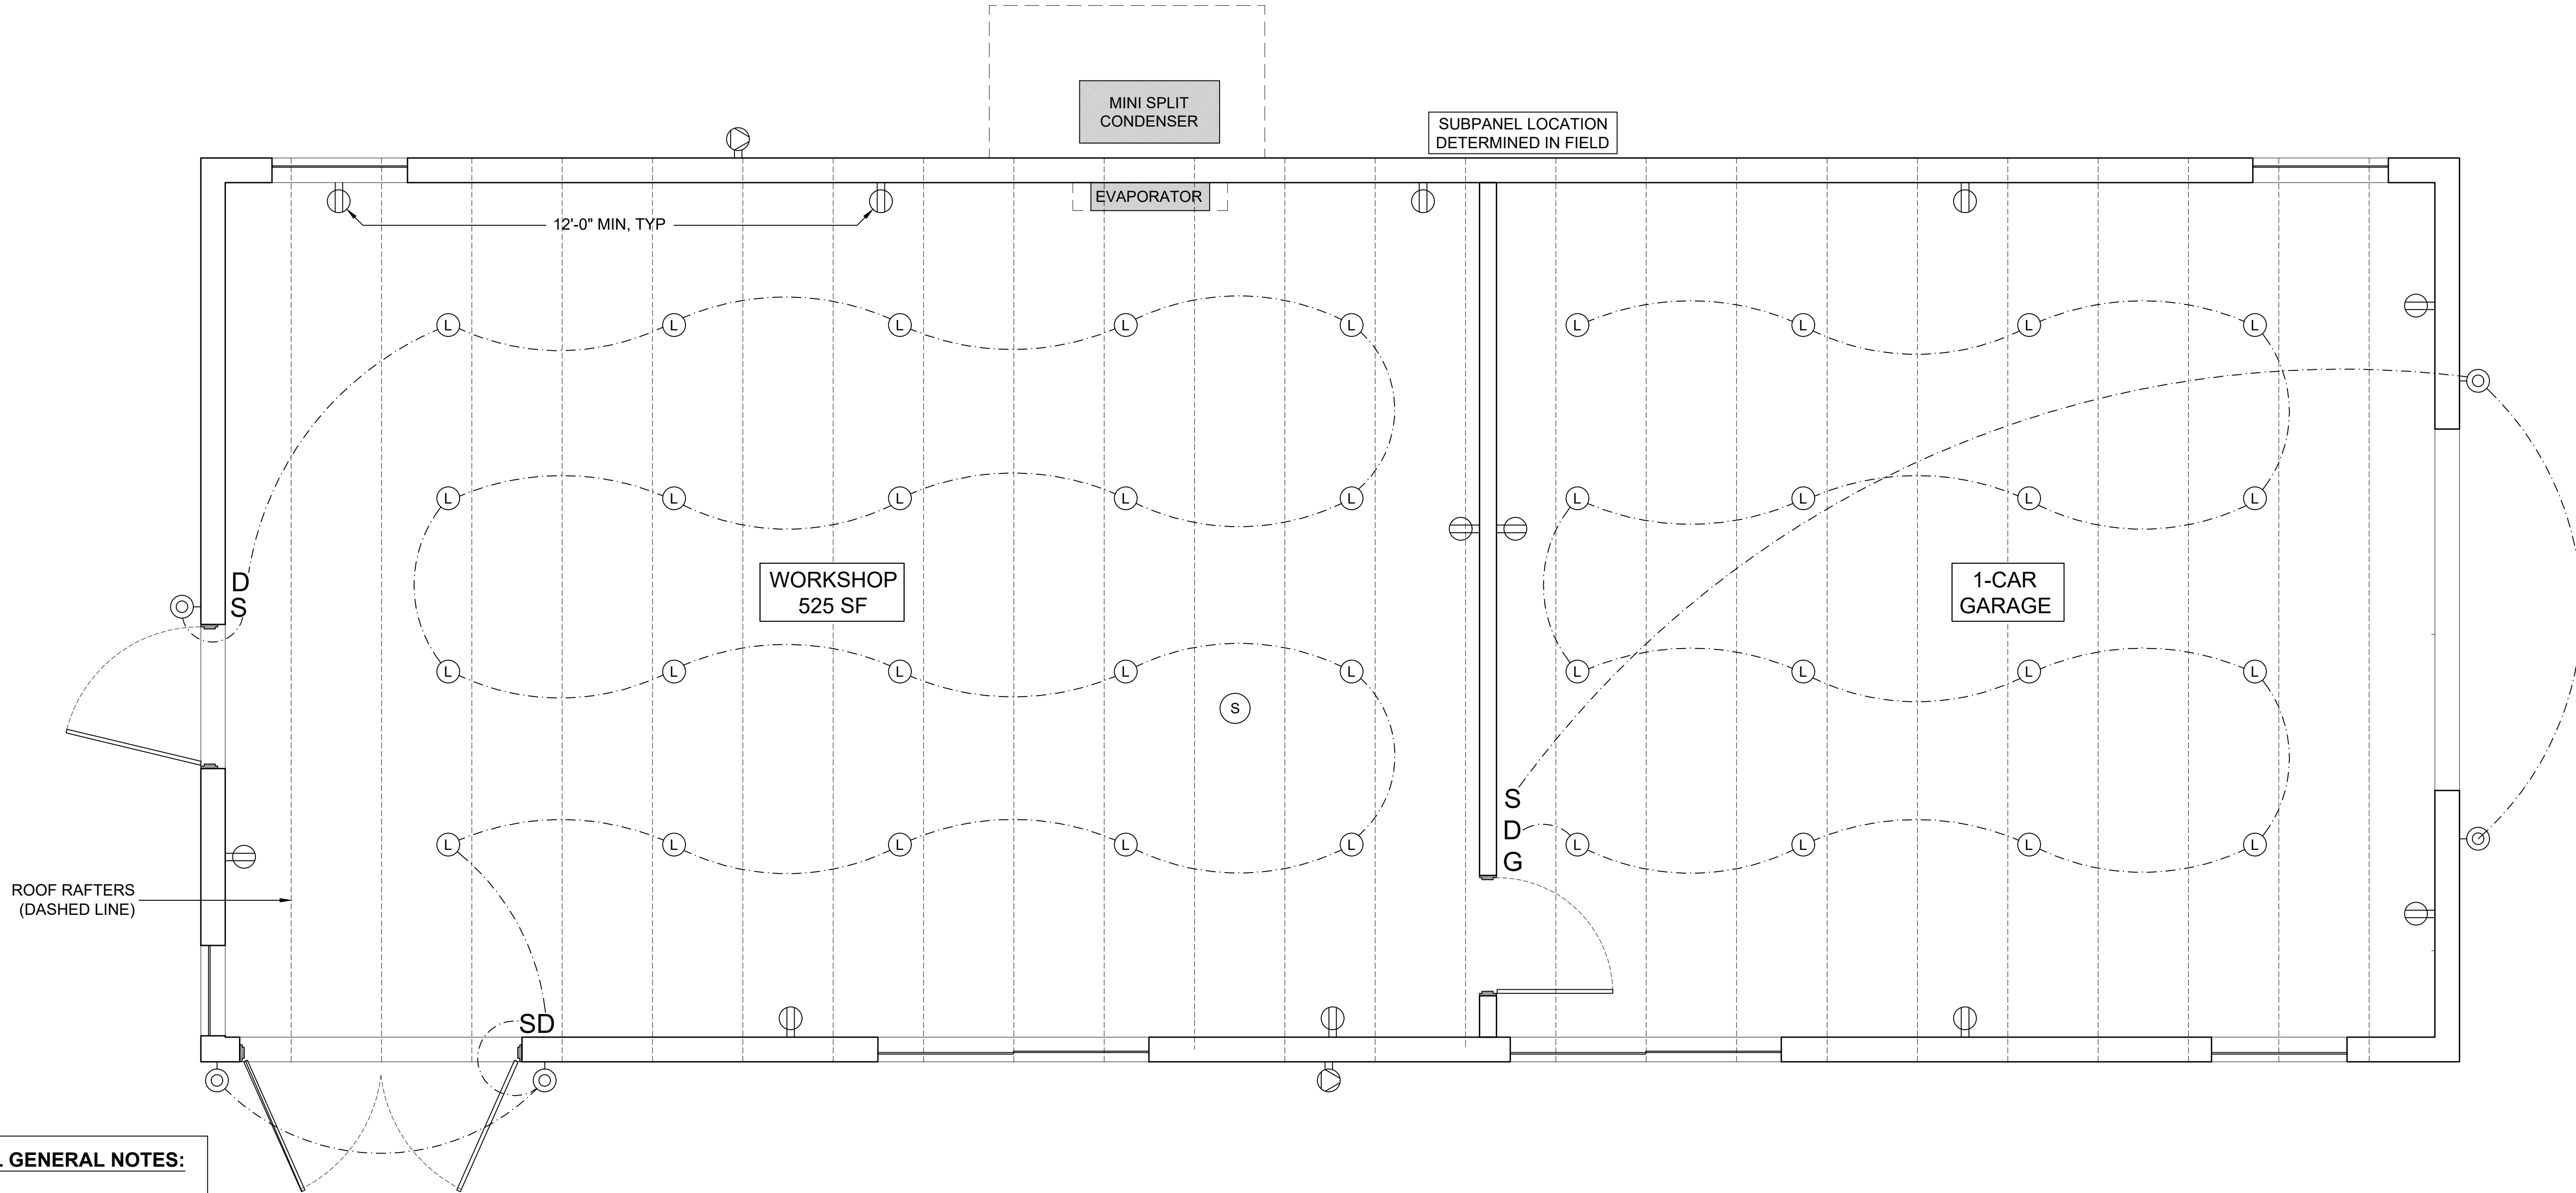 MINI SPLIT
CONDENSER
SUBPANEL LOCATION
DETERMINED IN FIELD
EVAPORATOR
12'-0" MIN, TYP
L L L L L L L L L
L L L L L L L L L
D
S
WORKSHOP
525 SF
1-CAR
GARAGE
L L L L L L L L L
S
S
D
G
L L L L L L L L L
ROOF RAFTERS
(DASHED LINE)
SD
L GENERAL NOTES: